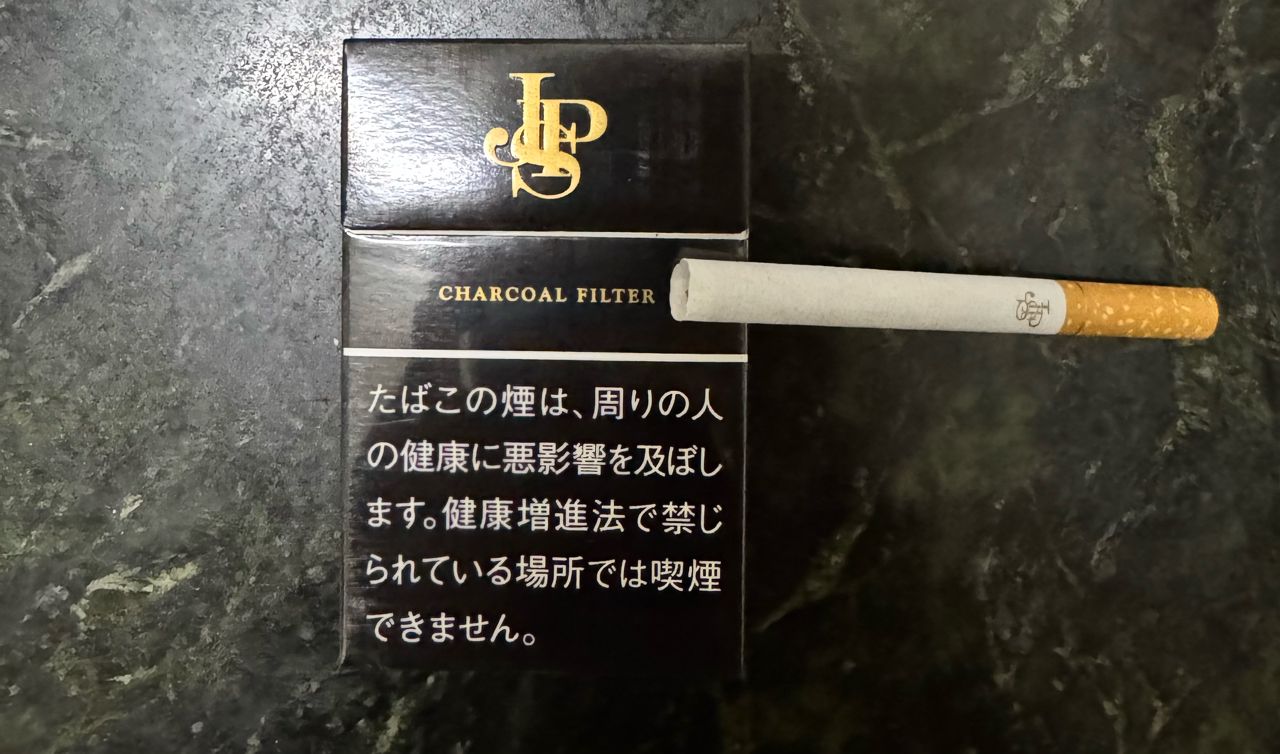 JPS
CHARCOAL FILTER
JPS
たばこの煙は、周りの人
の健康に悪影響を及ぼし
ます。健康増進法で禁じ
られている場所では喫煙
できません。